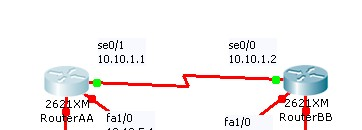 se0/1
10.10.1.1
se0/0
10.10.1.2
2621XM
RouterAA
fa1/0
2621XM
RouterBB
fa1/0